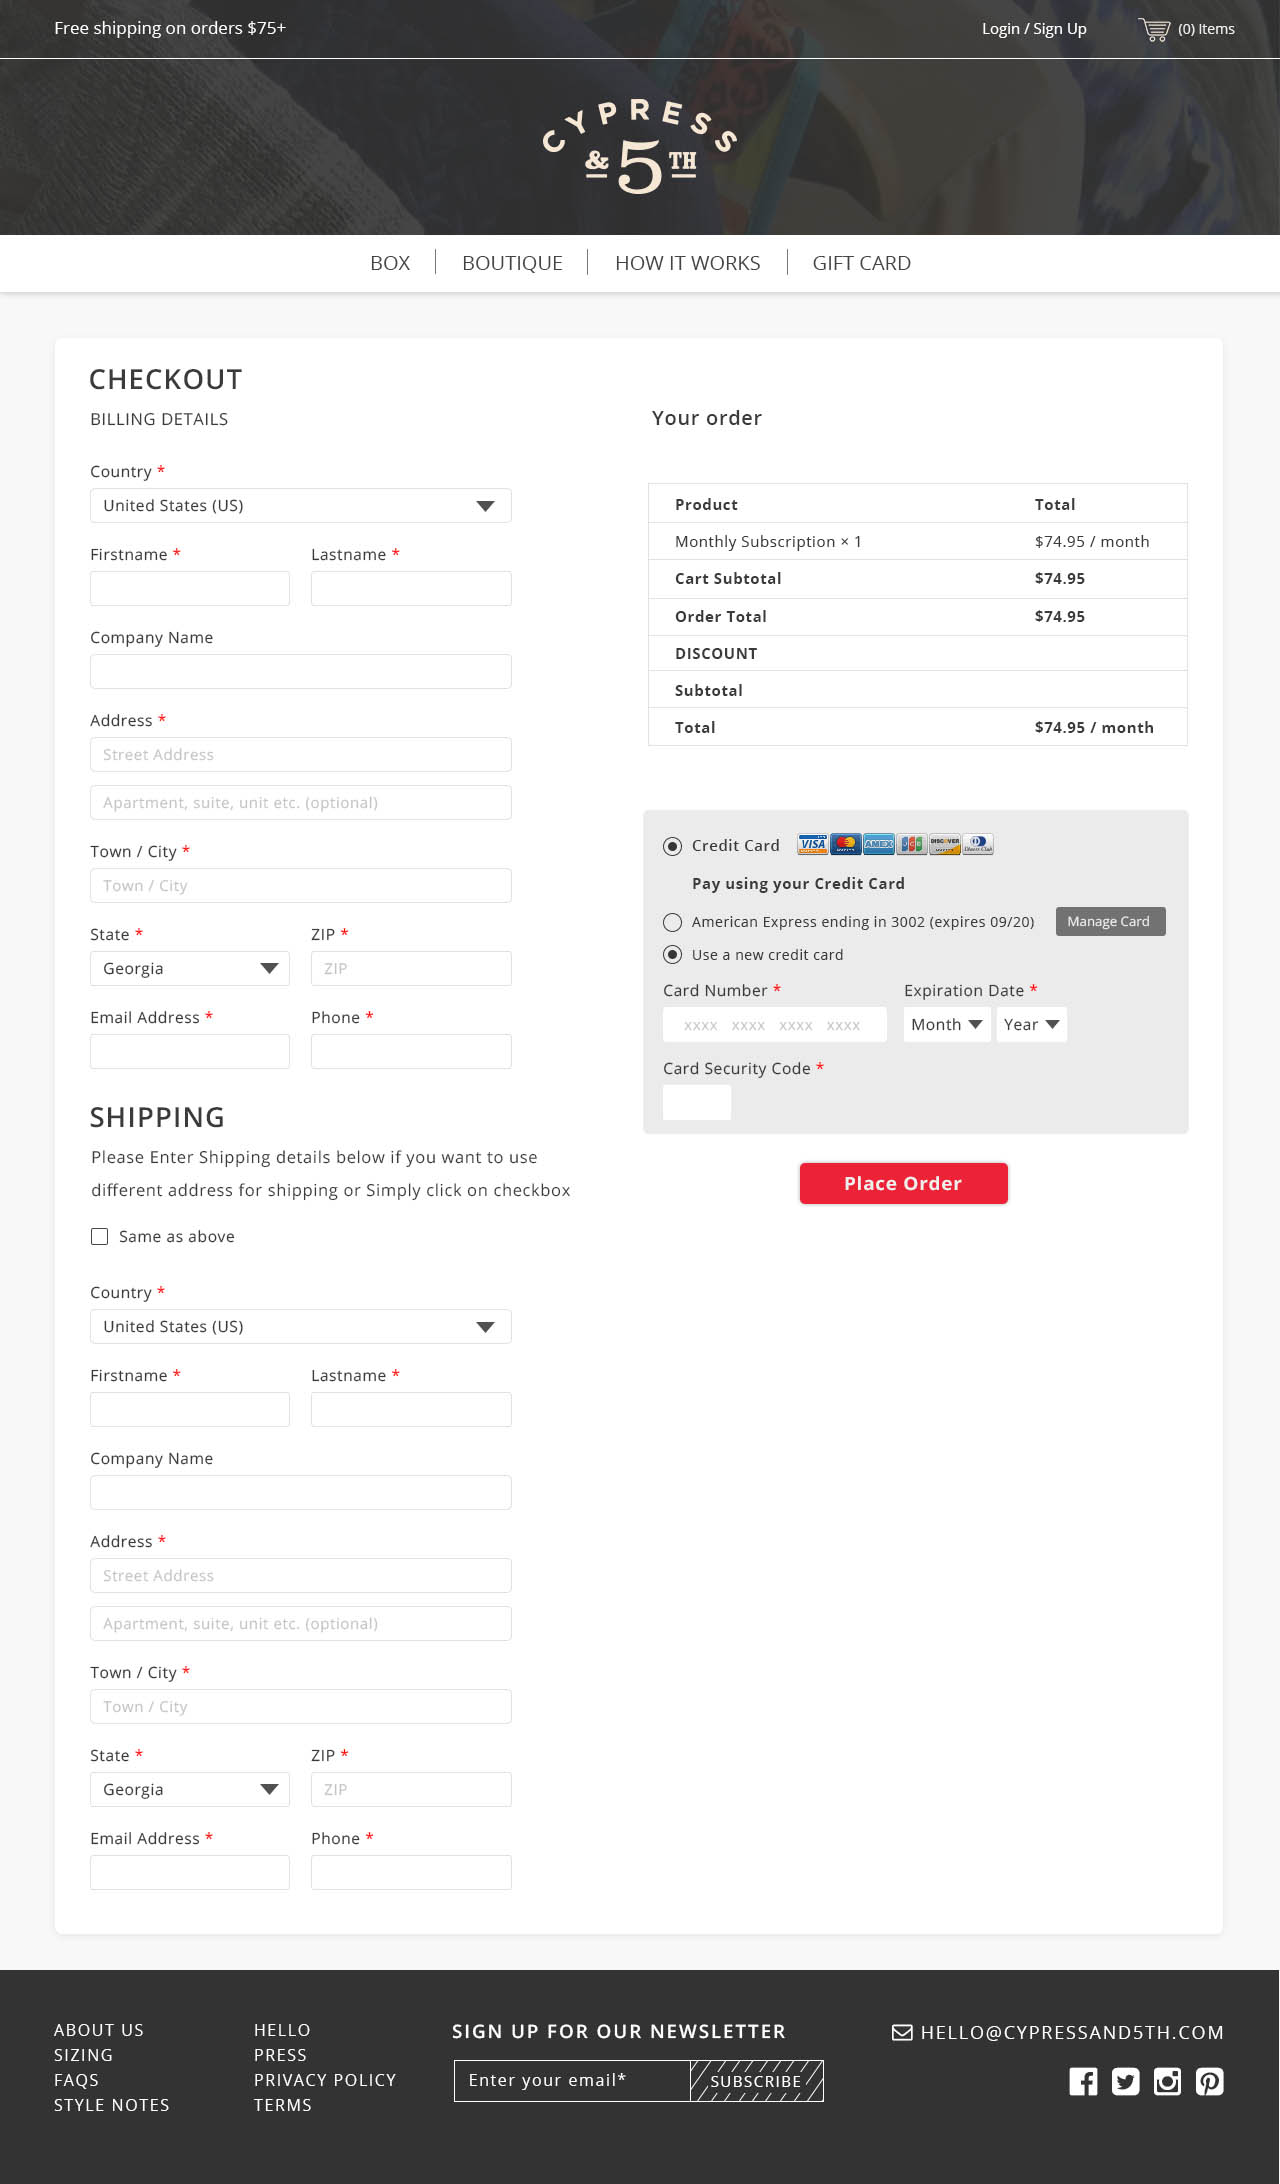 Free shipping on orders $75+
Login / Sign Up
(0) Items
CYPRESS
& 5TH
BOX
BOUTIQUE
HOW IT WORKS
GIFT CARD
CHECKOUT
BILLING DETAILS
Country *
United States (US)
Firstname * Lastname *
Company Name
Address *
Street Address
Apartment, suite, unit etc. (optional)
Town / City *
Town / City
State * ZIP *
Georgia ZIP
Email Address * Phone *
SHIPPING
Please Enter Shipping details below if you want to use
different address for shipping or Simply click on checkbox
Same as above
Country *
United States (US)
Firstname * Lastname *
Company Name
Address *
Street Address
Apartment, suite, unit etc. (optional)
Town / City *
Town / City
State * ZIP *
Georgia ZIP
Email Address * Phone *
Your order
Product Total
Monthly Subscription × 1 $74.95 / month
Cart Subtotal $74.95
Order Total $74.95
DISCOUNT
Subtotal
Total $74.95 / month
Credit Card VISA AMEX JCB DISCOVER Diners Club
Pay using your Credit Card
American Express ending in 3002 (expires 09/20) Manage Card
Use a new credit card
Card Number * Expiration Date *
xxxx xxxx xxxx xxxx Month Year
Card Security Code *
Place Order
ABOUT US
SIZING
FAQS
STYLE NOTES
HELLO
PRESS
PRIVACY POLICY
TERMS
SIGN UP FOR OUR NEWSLETTER
Enter your email* SUBSCRIBE
HELLO@CYPRESSAND5TH.COM